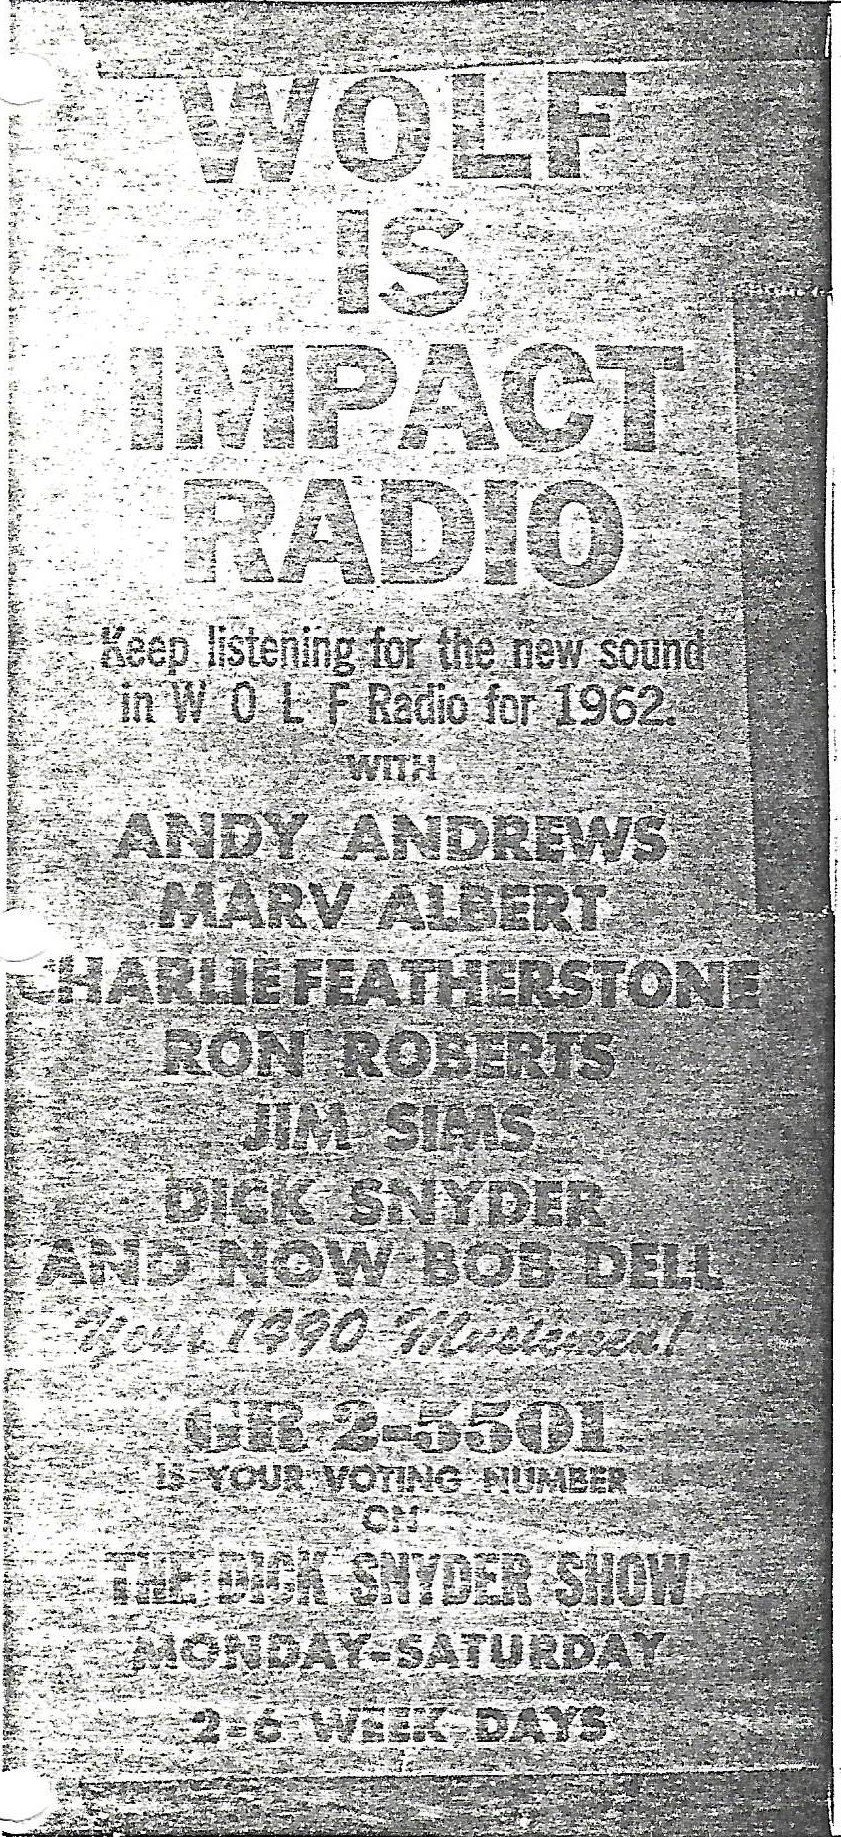 WOLF
IS
IMPACT
RADIO
Keep listening for the new sound
in W O L F Radio for 1962.
WITH
ANDY ANDREWS
MARV ALBERT
CHARLIE FEATHERSTONE
RON ROBERTS
JIM SIMS
DICK SNYDER
AND NOW BOB DELL
Your 1490 Musicmen!
GR 2-5501
IS YOUR VOTING NUMBER
ON
THE DICK SNYDER SHOW
MONDAY-SATURDAY
2-6 WEEK DAYS